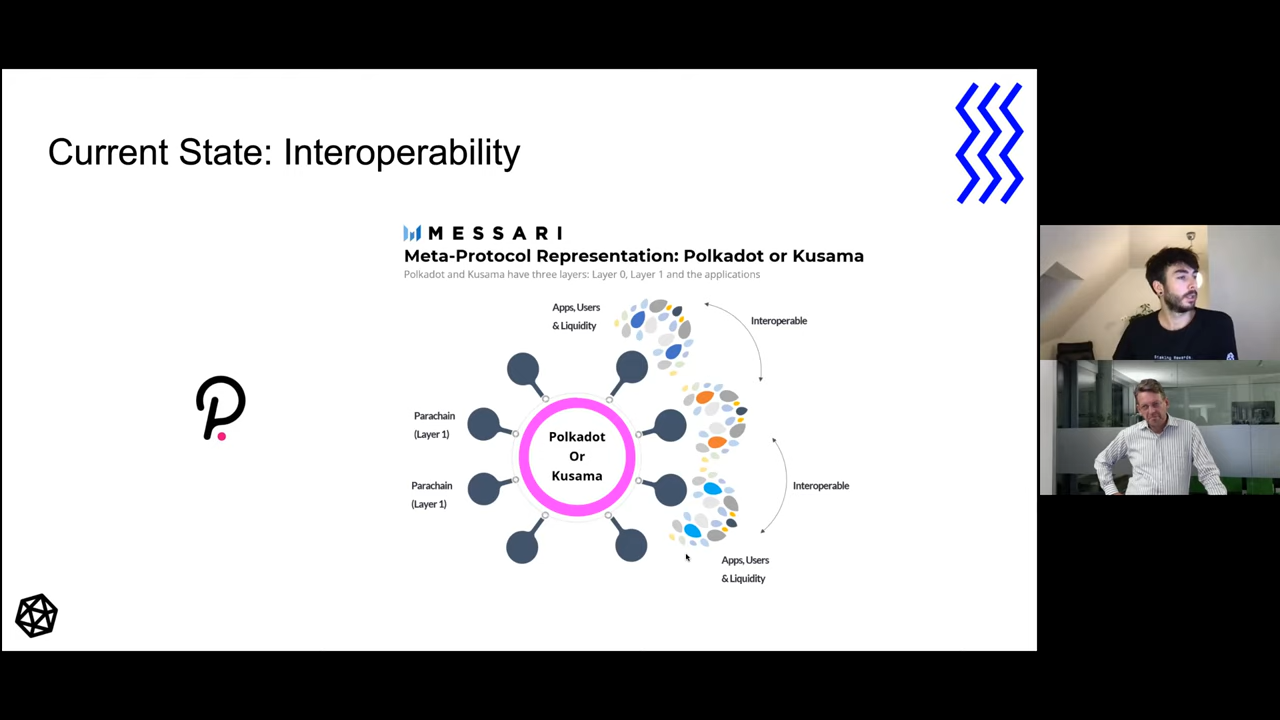 Current State: Interoperability
MESSARI
Meta-Protocol Representation: Polkadot or Kusama
Polkadot and Kusama have three layers: Layer 0, Layer 1 and the applications
Apps, Users
& Liquidity
Interoperable
Parachain
(Layer 1)
Polkadot
Or
Kusama
Parachain
(Layer 1)
Interoperable
Apps, Users
& Liquidity
Staking Rewards.